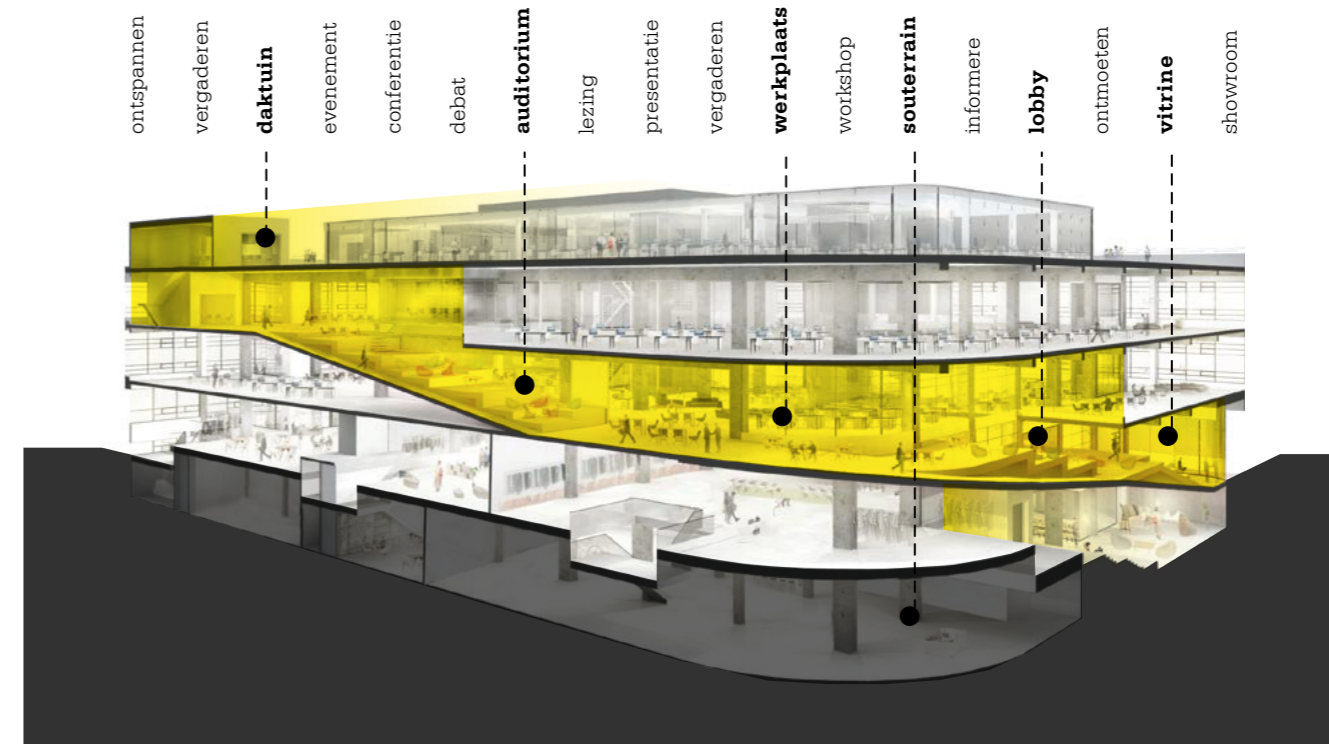 ontspannen
vergaderen
daktuin
evenement
conferentie
debat
auditorium
lezing
presentatie
vergaderen
werkplaats
workshop
souterrain
informere
lobby
ontmoeten
vitrine
showroom